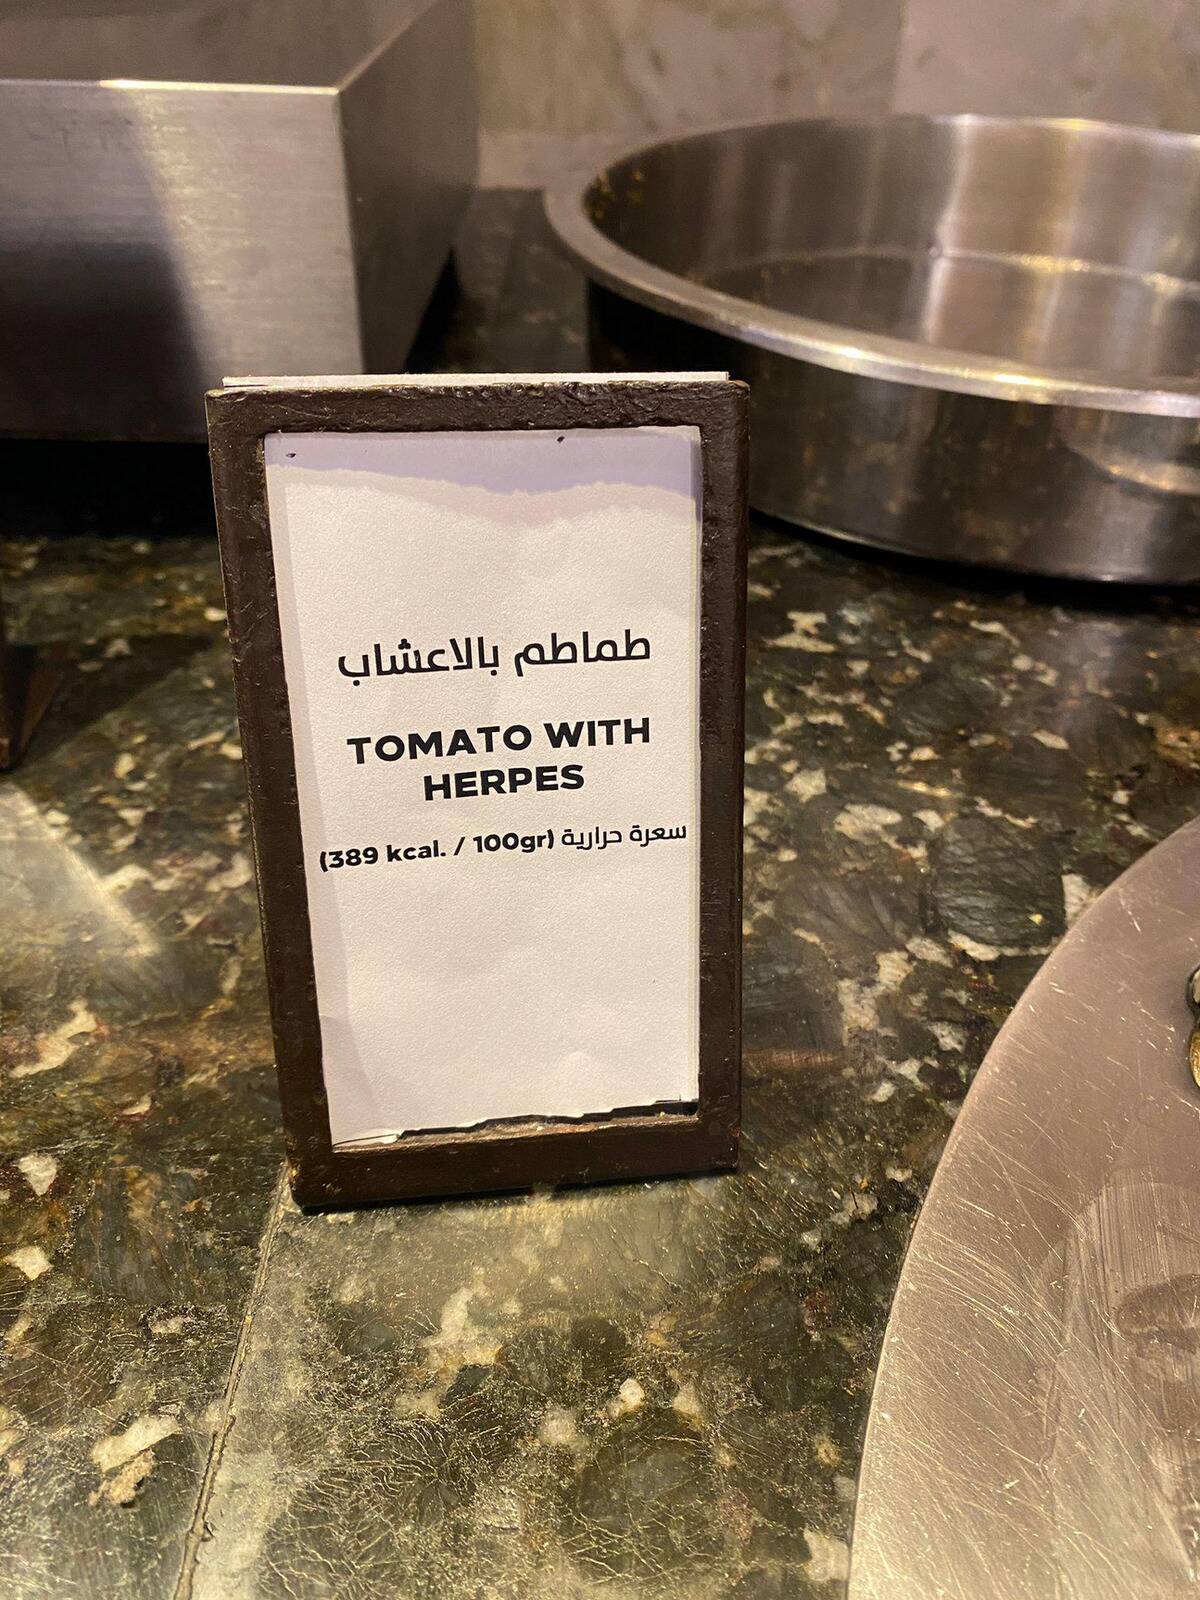 طماطم بالاعشاب
TOMATO WITH
HERPES
سعرة حرارية (389 kcal. / 100gr)